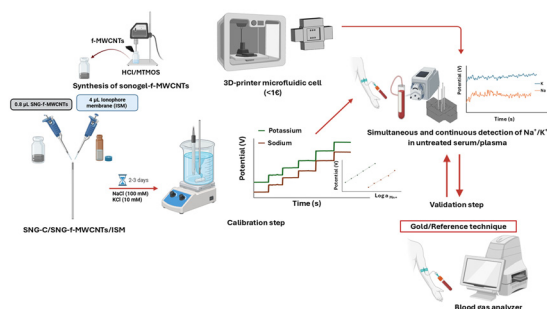 f-MWCNTs
HCl/MTMOS
Synthesis of sonogel-f-MWCNTs
0.8 µL SNG-f-MWCNTs
4 µL Ionophore
membrane (ISM)
2-3 days
NaCl (100 mM)
KCl (10 mM)
SNG-C/SNG-f-MWCNTs/ISM
3D-printer microfluidic cell
(<1€)
Potassium
Sodium
Potential (V)
Time (s)
Potential (V)
Calibration step
Potential (V)
K
Na
Time (s)
Simultaneous and continuous detection of Na⁺/K⁺
in untreated serum/plasma
Validation step
Gold/Reference technique
Blood gas analyzer